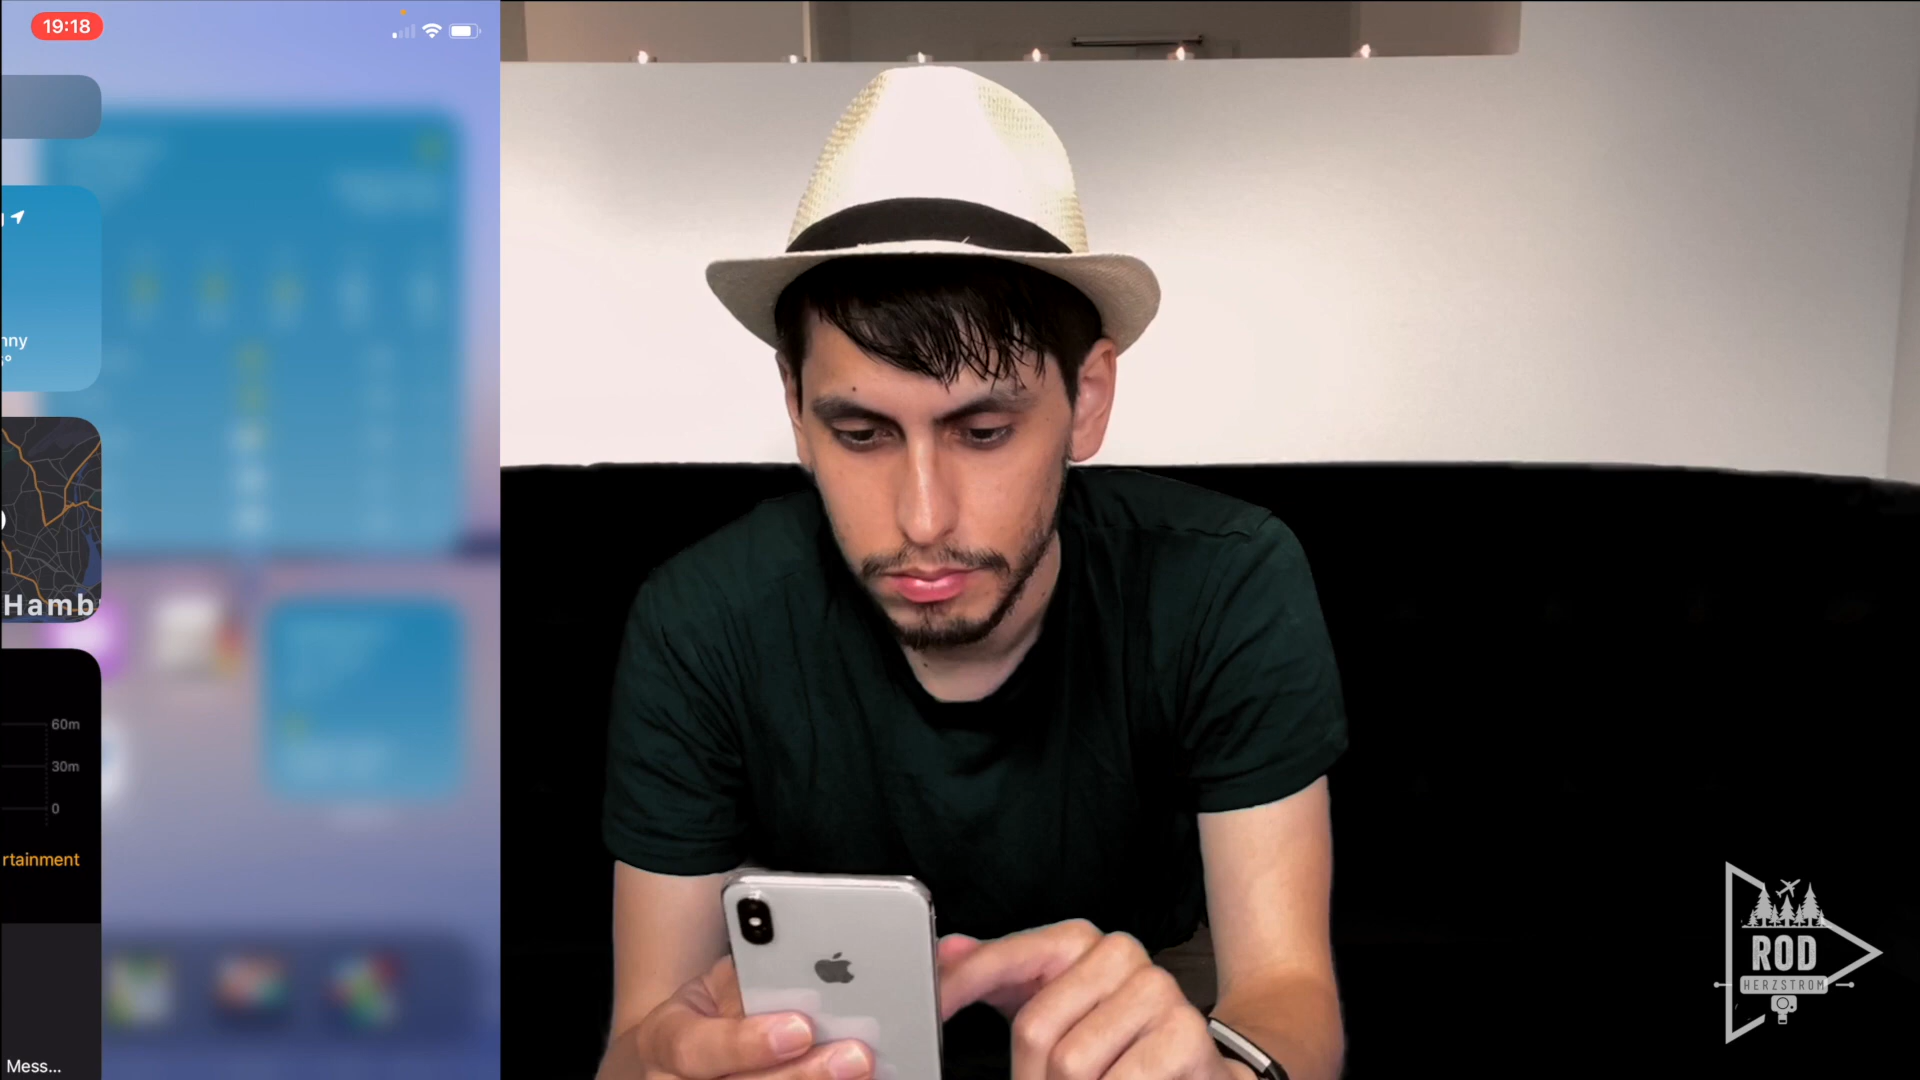 19:18
nny
Hamb
60m
30m
0
rtainment
Mess...
ROD
HERZSTROM